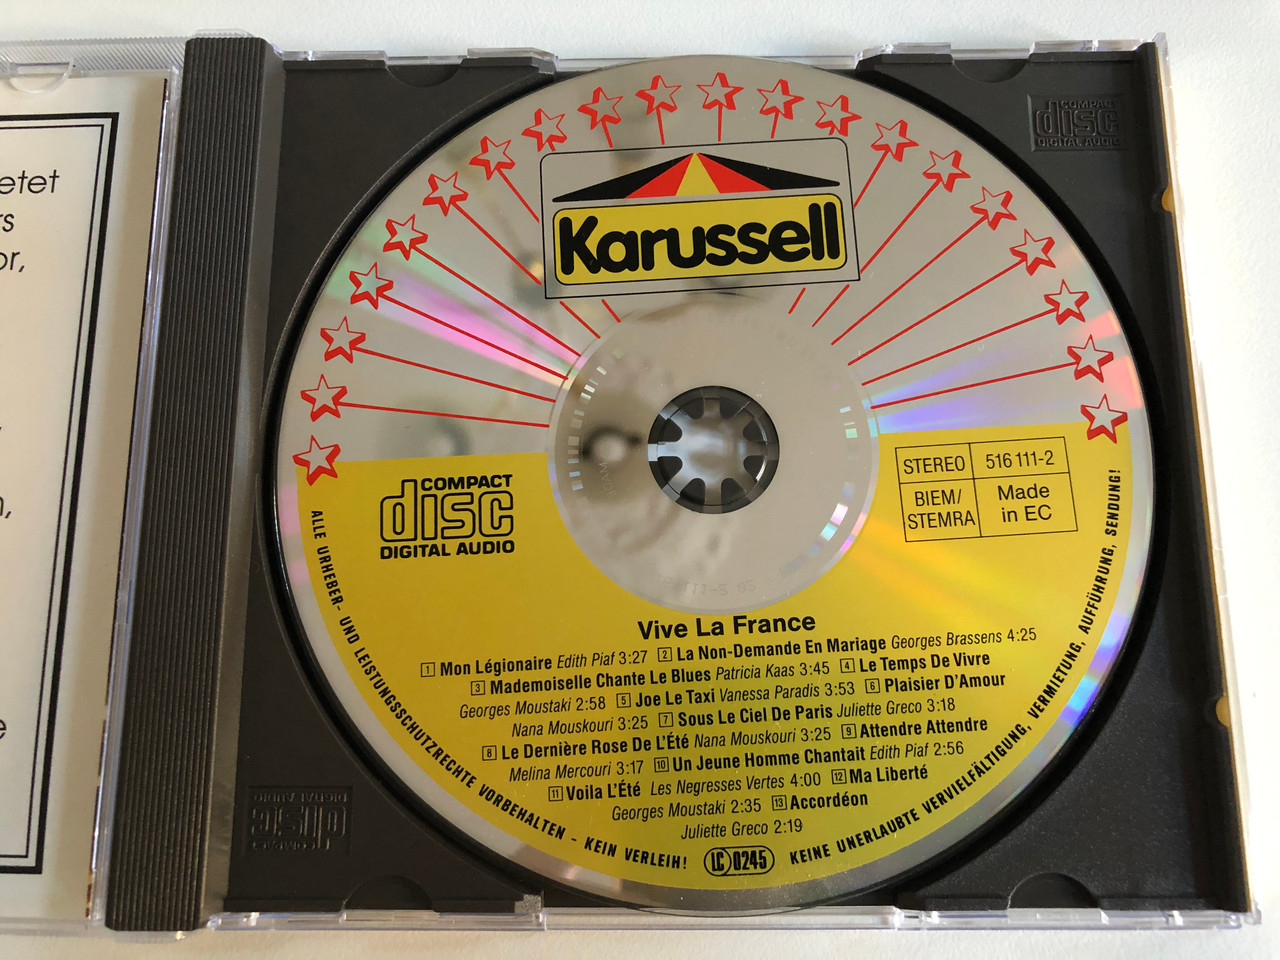 etet
rs
or,
Karussell
COMPACT
disc
DIGITAL AUDIO
COMPACT
disc
DIGITAL AUDIO
STEREO 516 111-2
BIEM/ STEMRA Made in EC
Vive La France
1 Mon Légionaire Edith Piaf 3:27 2 La Non-Demande En Mariage Georges Brassens 4:25
3 Mademoiselle Chante Le Blues Patricia Kaas 3:45 4 Le Temps De Vivre
Georges Moustaki 2:58 5 Joe Le Taxi Vanessa Paradis 3:53 6 Plaisier D'Amour
Nana Mouskouri 3:25 7 Sous Le Ciel De Paris Juliette Greco 3:18
8 Le Dernière Rose De L'Été Nana Mouskouri 3:25 9 Attendre Attendre
Melina Mercouri 3:17 10 Un Jeune Homme Chantait Edith Piaf 2:56
11 Voila L'Été Les Negresses Vertes 4:00 12 Ma Liberté
Georges Moustaki 2:35 13 Accordéon
Juliette Greco 2:19
LC 0245
ALLE URHEBER- UND LEISTUNGSSCHUTZRECHTE VORBEHALTEN - KEIN VERLEIH! KEINE UNERLAUBTE VERVIELFÄLTIGUNG, VERMIETUNG, AUFFÜHRUNG, SENDUNG!
COMPACT
disc
DIGITAL AUDIO